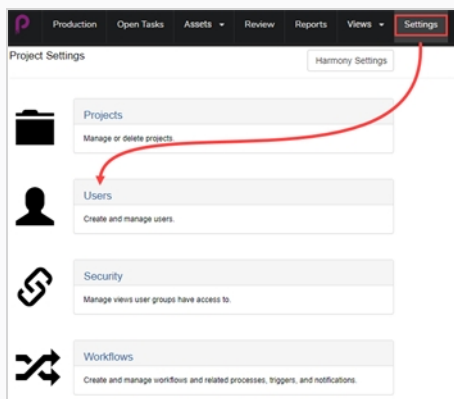 Production Open Tasks Assets Review Reports Views Settings
Project Settings
Harmony Settings
Projects
Manage or delete projects.
Users
Create and manage users.
Security
Manage views user groups have access to.
Workflows
Create and manage workflows and related processes, triggers, and notifications.